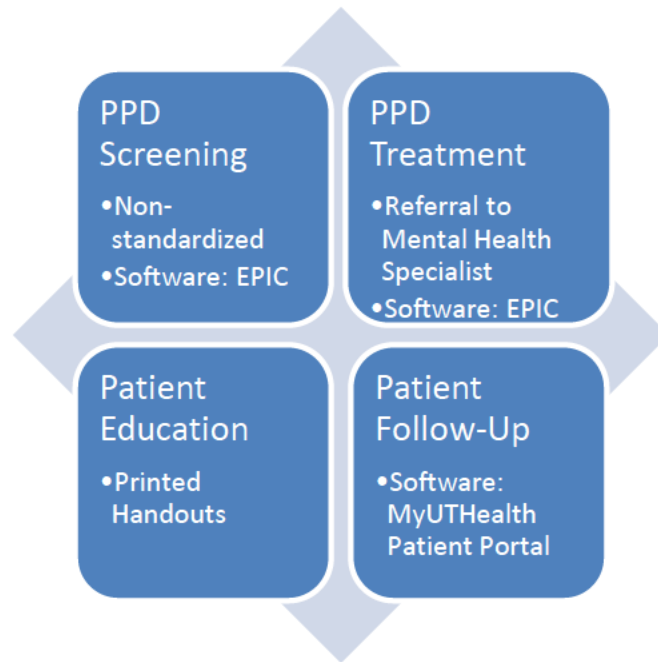 PPD
Screening
•Non-
standardized
•Software: EPIC
PPD
Treatment
•Referral to
Mental Health
Specialist
•Software: EPIC
Patient
Education
•Printed
Handouts
Patient
Follow-Up
•Software:
MyUTHealth
Patient Portal